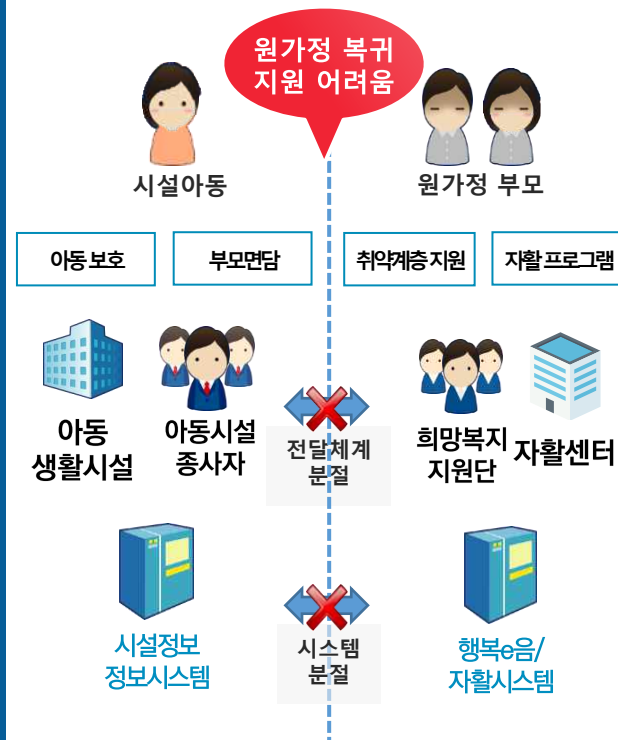 원가정 복귀
지원 어려움
시설아동
원가정 부모
아동 보호
부모면담
취약계층 지원
자활 프로그램
아동
생활시설
아동시설
종사자
전달체계
분절
희망복지
지원단
자활센터
시설정보
정보시스템
시스템
분절
행복e음/
자활시스템